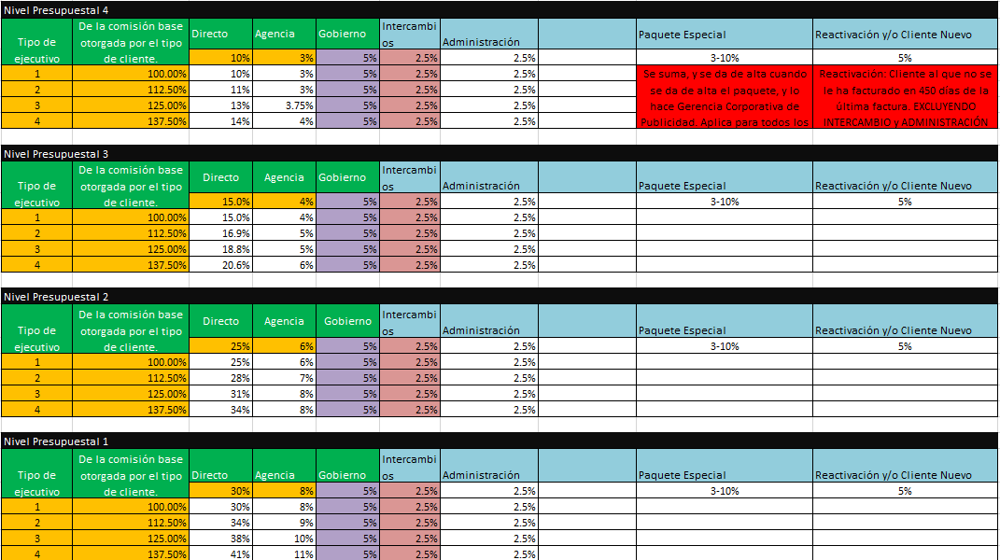 Nivel Presupuestal 4
Tipo de ejecutivo De la comisión base otorgada por el tipo de cliente. Directo Agencia Gobierno Intercambios Administración Paquete Especial Reactivación y/o Cliente Nuevo
10% 3% 5% 2.5% 2.5% 3-10% 5%
1 100.00% 10% 3% 5% 2.5% 2.5%
2 112.50% 11% 3% 5% 2.5% 2.5%
3 125.00% 13% 3.75% 5% 2.5% 2.5%
4 137.50% 14% 4% 5% 2.5% 2.5%
Se suma, y se da de alta cuando
se da de alta el paquete, y lo
hace Gerencia Corporativa de
Publicidad. Aplica para todos los
Reactivación: Cliente al que no se
le ha facturado en 450 días de la
última factura. EXCLUYENDO
INTERCAMBIO y ADMINISTRACIÓN
Nivel Presupuestal 3
Tipo de ejecutivo De la comisión base otorgada por el tipo de cliente. Directo Agencia Gobierno Intercambios Administración Paquete Especial Reactivación y/o Cliente Nuevo
15.0% 4% 5% 2.5% 2.5% 3-10% 5%
1 100.00% 15.0% 4% 5% 2.5% 2.5%
2 112.50% 16.9% 5% 5% 2.5% 2.5%
3 125.00% 18.8% 5% 5% 2.5% 2.5%
4 137.50% 20.6% 6% 5% 2.5% 2.5%
Nivel Presupuestal 2
Tipo de ejecutivo De la comisión base otorgada por el tipo de cliente. Directo Agencia Gobierno Intercambios Administración Paquete Especial Reactivación y/o Cliente Nuevo
25% 6% 5% 2.5% 2.5% 3-10% 5%
1 100.00% 25% 6% 5% 2.5% 2.5%
2 112.50% 28% 7% 5% 2.5% 2.5%
3 125.00% 31% 8% 5% 2.5% 2.5%
4 137.50% 34% 8% 5% 2.5% 2.5%
Nivel Presupuestal 1
Tipo de ejecutivo De la comisión base otorgada por el tipo de cliente. Directo Agencia Gobierno Intercambios Administración Paquete Especial Reactivación y/o Cliente Nuevo
30% 8% 5% 2.5% 2.5% 3-10% 5%
1 100.00% 30% 8% 5% 2.5% 2.5%
2 112.50% 34% 9% 5% 2.5% 2.5%
3 125.00% 38% 10% 5% 2.5% 2.5%
4 137.50% 41% 11% 5% 2.5% 2.5%